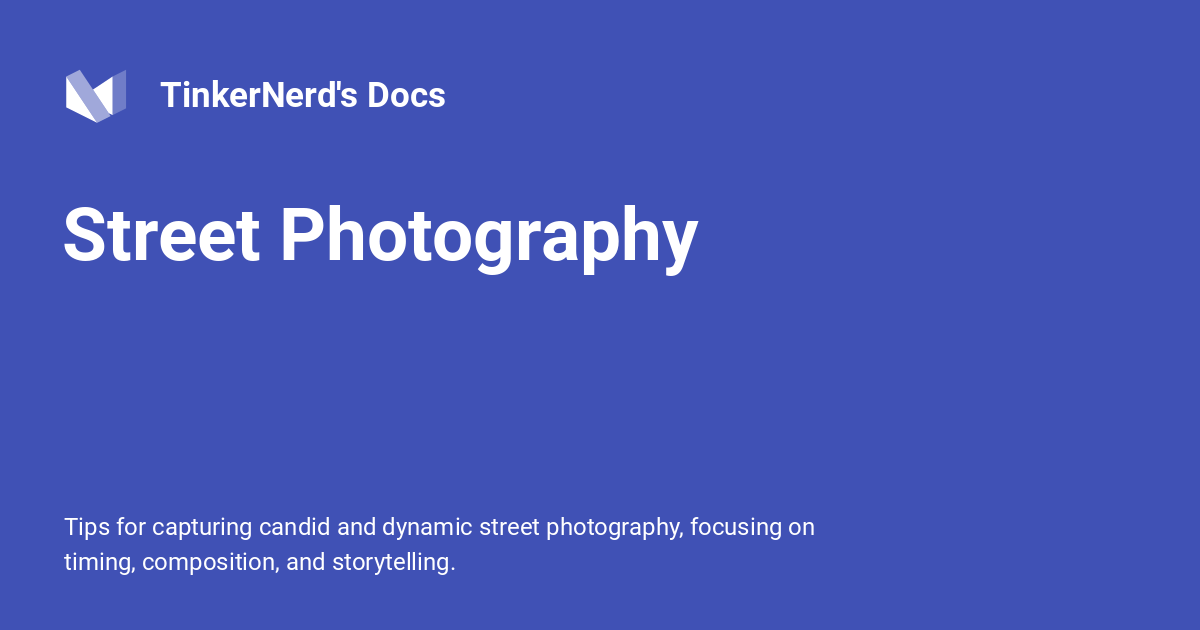 TinkerNerd's Docs
Street Photography
Tips for capturing candid and dynamic street photography, focusing on
timing, composition, and storytelling.